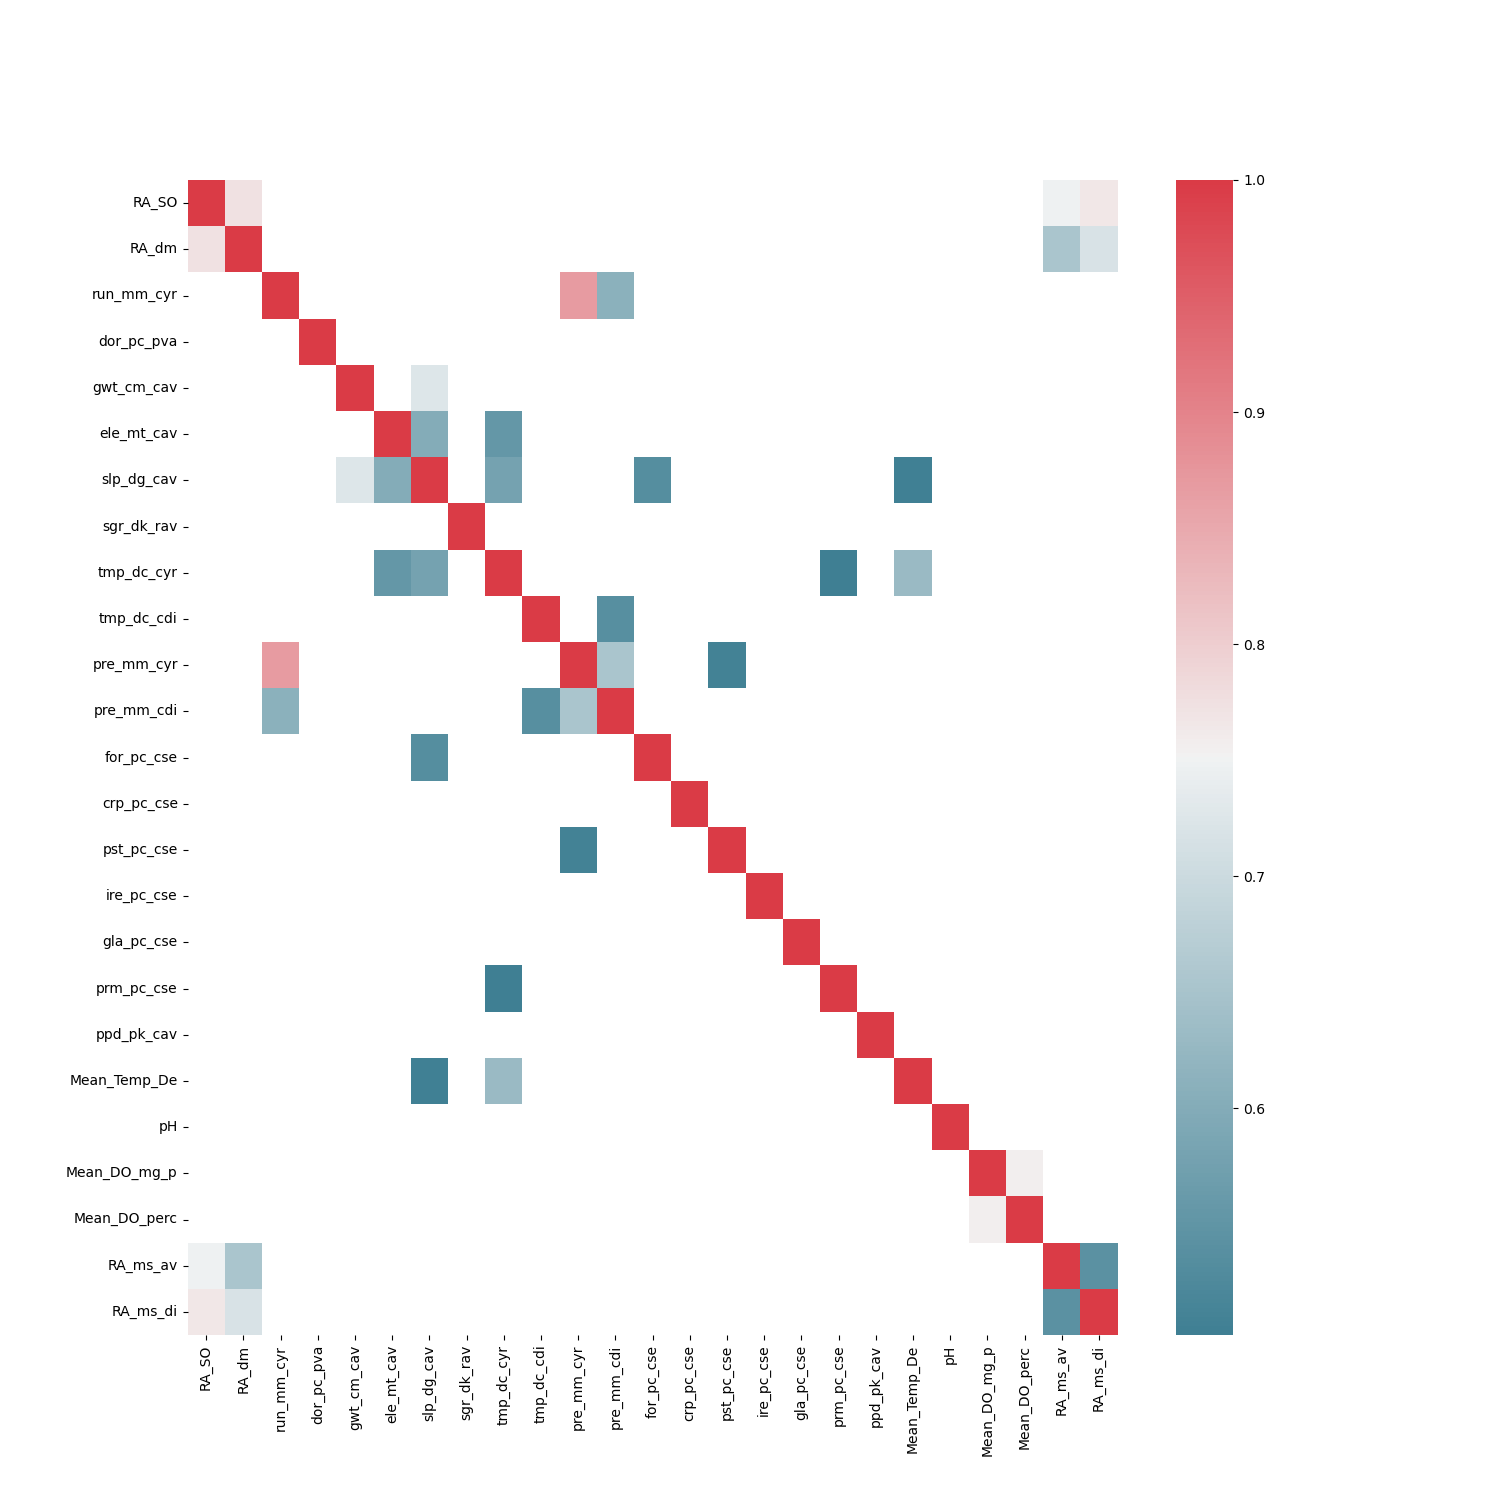 RA_SO
RA_dm
run_mm_cyr
dor_pc_pva
gwt_cm_cav
ele_mt_cav
slp_dg_cav
sgr_dk_rav
tmp_dc_cyr
tmp_dc_cdi
pre_mm_cyr
pre_mm_cdi
for_pc_cse
crp_pc_cse
pst_pc_cse
ire_pc_cse
gla_pc_cse
prm_pc_cse
ppd_pk_cav
Mean_Temp_De
pH
Mean_DO_mg_p
Mean_DO_perc
RA_ms_av
RA_ms_di
RA_SO
RA_dm
run_mm_cyr
dor_pc_pva
gwt_cm_cav
ele_mt_cav
slp_dg_cav
sgr_dk_rav
tmp_dc_cyr
tmp_dc_cdi
pre_mm_cyr
pre_mm_cdi
for_pc_cse
crp_pc_cse
pst_pc_cse
ire_pc_cse
gla_pc_cse
prm_pc_cse
ppd_pk_cav
Mean_Temp_De
pH
Mean_DO_mg_p
Mean_DO_perc
RA_ms_av
RA_ms_di
1.0
0.9
0.8
0.7
0.6